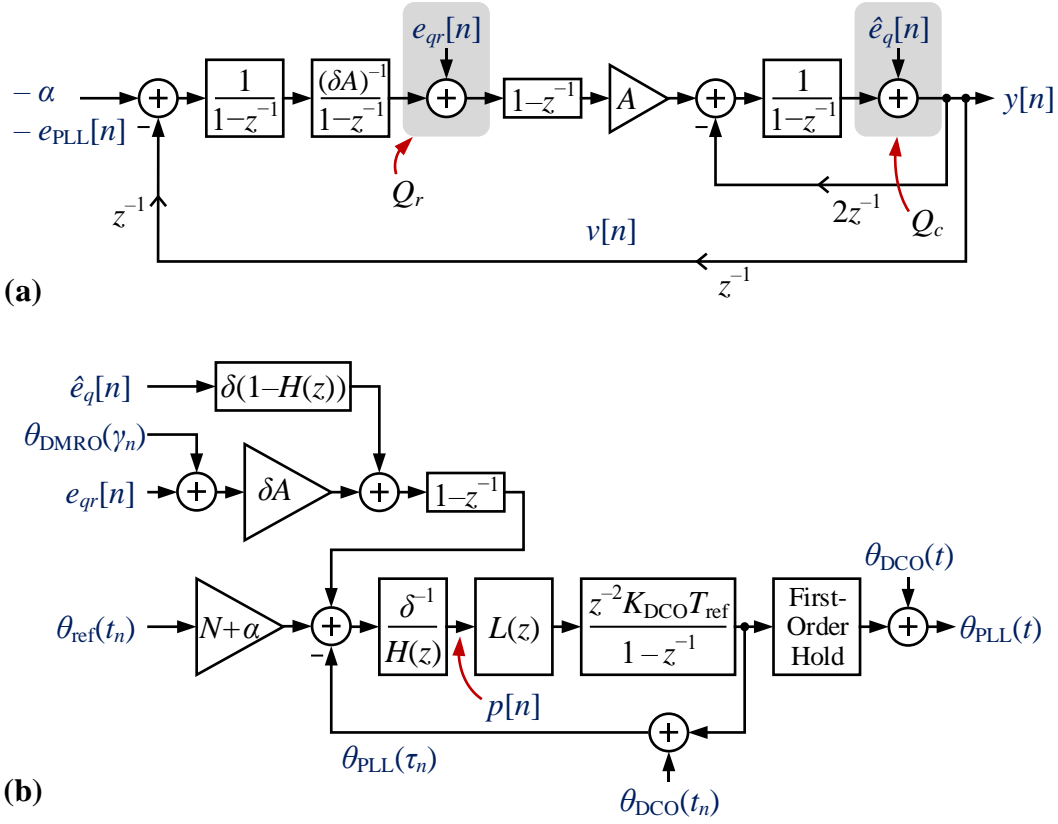 − α
− e_PLL[n]
+
-
1
1−z^−1
(δA)^−1
1−z^−1
e_qr[n]
+
Q_r
1−z^−1
A
+
-
1
1−z^−1
ê_q[n]
+
y[n]
2z^−1
Q_c
z^−1
v[n]
z^−1
(a)
ê_q[n]
δ(1−H(z))
θ_DMRO(γ_n)
e_qr[n]
+
δA
+
1−z^−1
θ_ref(t_n)
N+α
+
-
δ^−1
H(z)
L(z)
z^−2 K_DCO T_ref
1 − z^−1
First-
Order
Hold
θ_DCO(t)
+
θ_PLL(t)
p[n]
θ_PLL(τ_n)
+
θ_DCO(t_n)
(b)